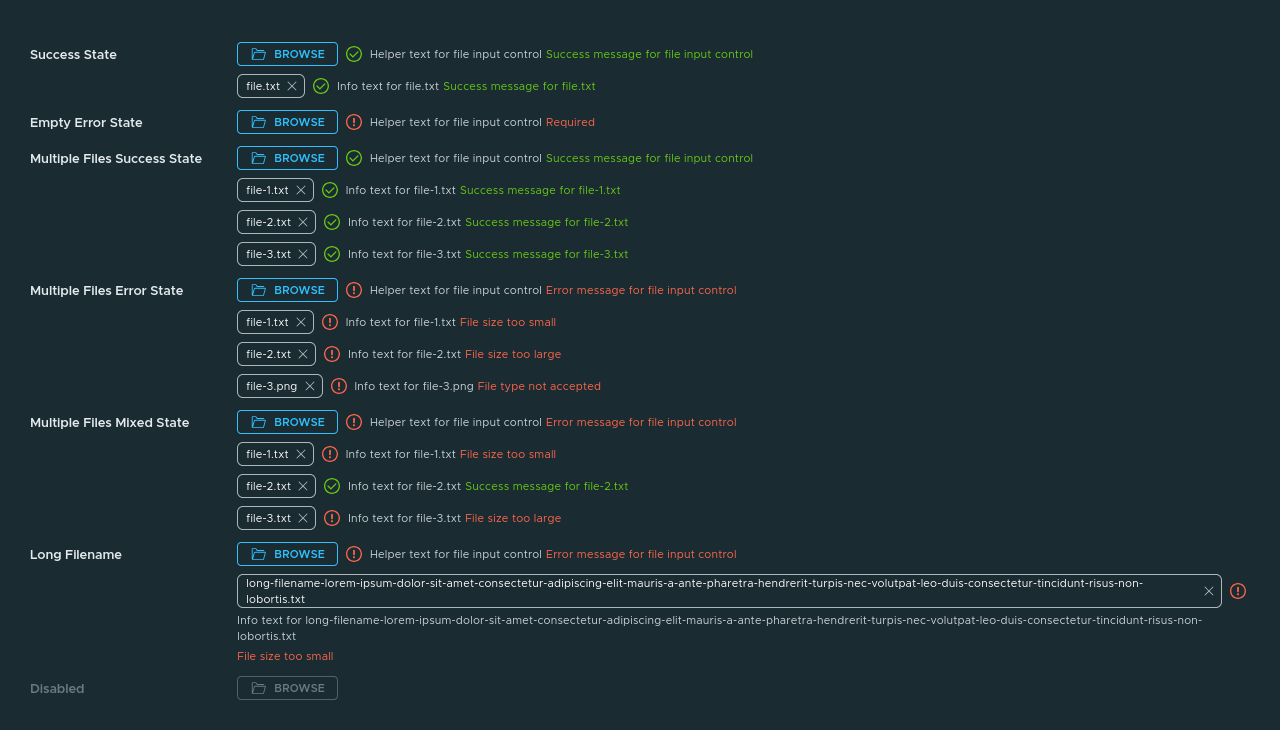 Success State BROWSE Helper text for file input control Success message for file input control
file.txt Info text for file.txt Success message for file.txt
Empty Error State BROWSE Helper text for file input control Required
Multiple Files Success State BROWSE Helper text for file input control Success message for file input control
file-1.txt Info text for file-1.txt Success message for file-1.txt
file-2.txt Info text for file-2.txt Success message for file-2.txt
file-3.txt Info text for file-3.txt Success message for file-3.txt
Multiple Files Error State BROWSE Helper text for file input control Error message for file input control
file-1.txt Info text for file-1.txt File size too small
file-2.txt Info text for file-2.txt File size too large
file-3.png Info text for file-3.png File type not accepted
Multiple Files Mixed State BROWSE Helper text for file input control Error message for file input control
file-1.txt Info text for file-1.txt File size too small
file-2.txt Info text for file-2.txt Success message for file-2.txt
file-3.txt Info text for file-3.txt File size too large
Long Filename BROWSE Helper text for file input control Error message for file input control
long-filename-lorem-ipsum-dolor-sit-amet-consectetur-adipiscing-elit-mauris-a-ante-pharetra-hendrerit-turpis-nec-volutpat-leo-duis-consectetur-tincidunt-risus-non-
lobortis.txt
Info text for long-filename-lorem-ipsum-dolor-sit-amet-consectetur-adipiscing-elit-mauris-a-ante-pharetra-hendrerit-turpis-nec-volutpat-leo-duis-consectetur-tincidunt-risus-non-
lobortis.txt
File size too small
Disabled BROWSE